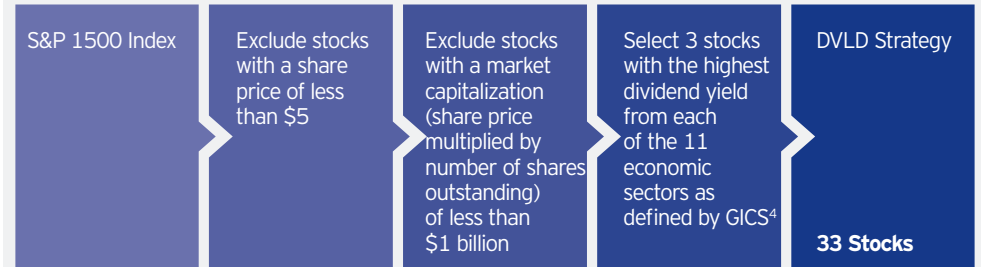 S&P 1500 Index
Exclude stocks
with a share
price of less
than $5
Exclude stocks
with a market
capitalization
(share price
multiplied by
number of shares
outstanding)
of less than
$1 billion
Select 3 stocks
with the highest
dividend yield
from each
of the 11
economic
sectors as
defined by GICS⁴
DVLD Strategy
33 Stocks